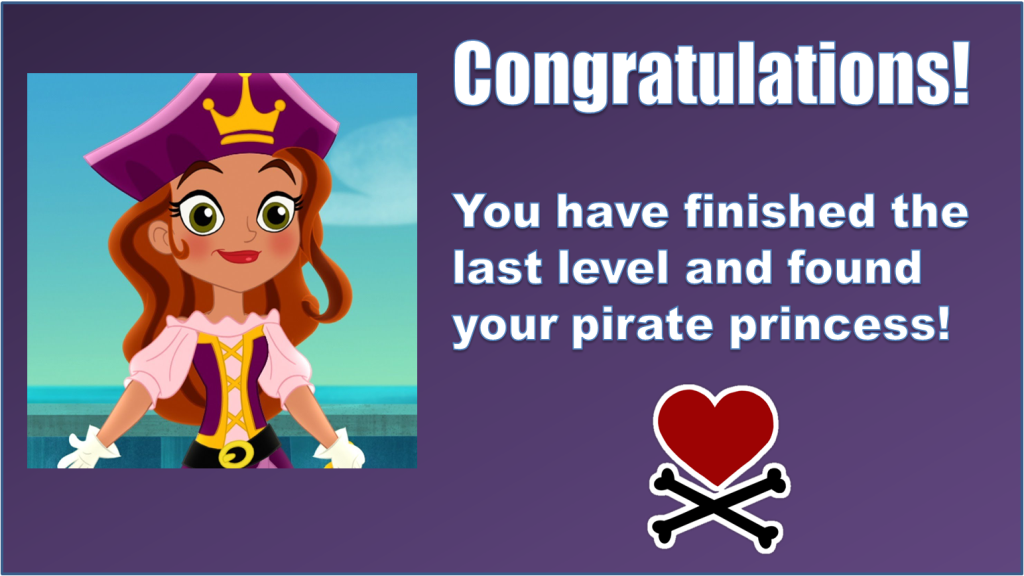 Congratulations!
You have finished the
last level and found
your pirate princess!